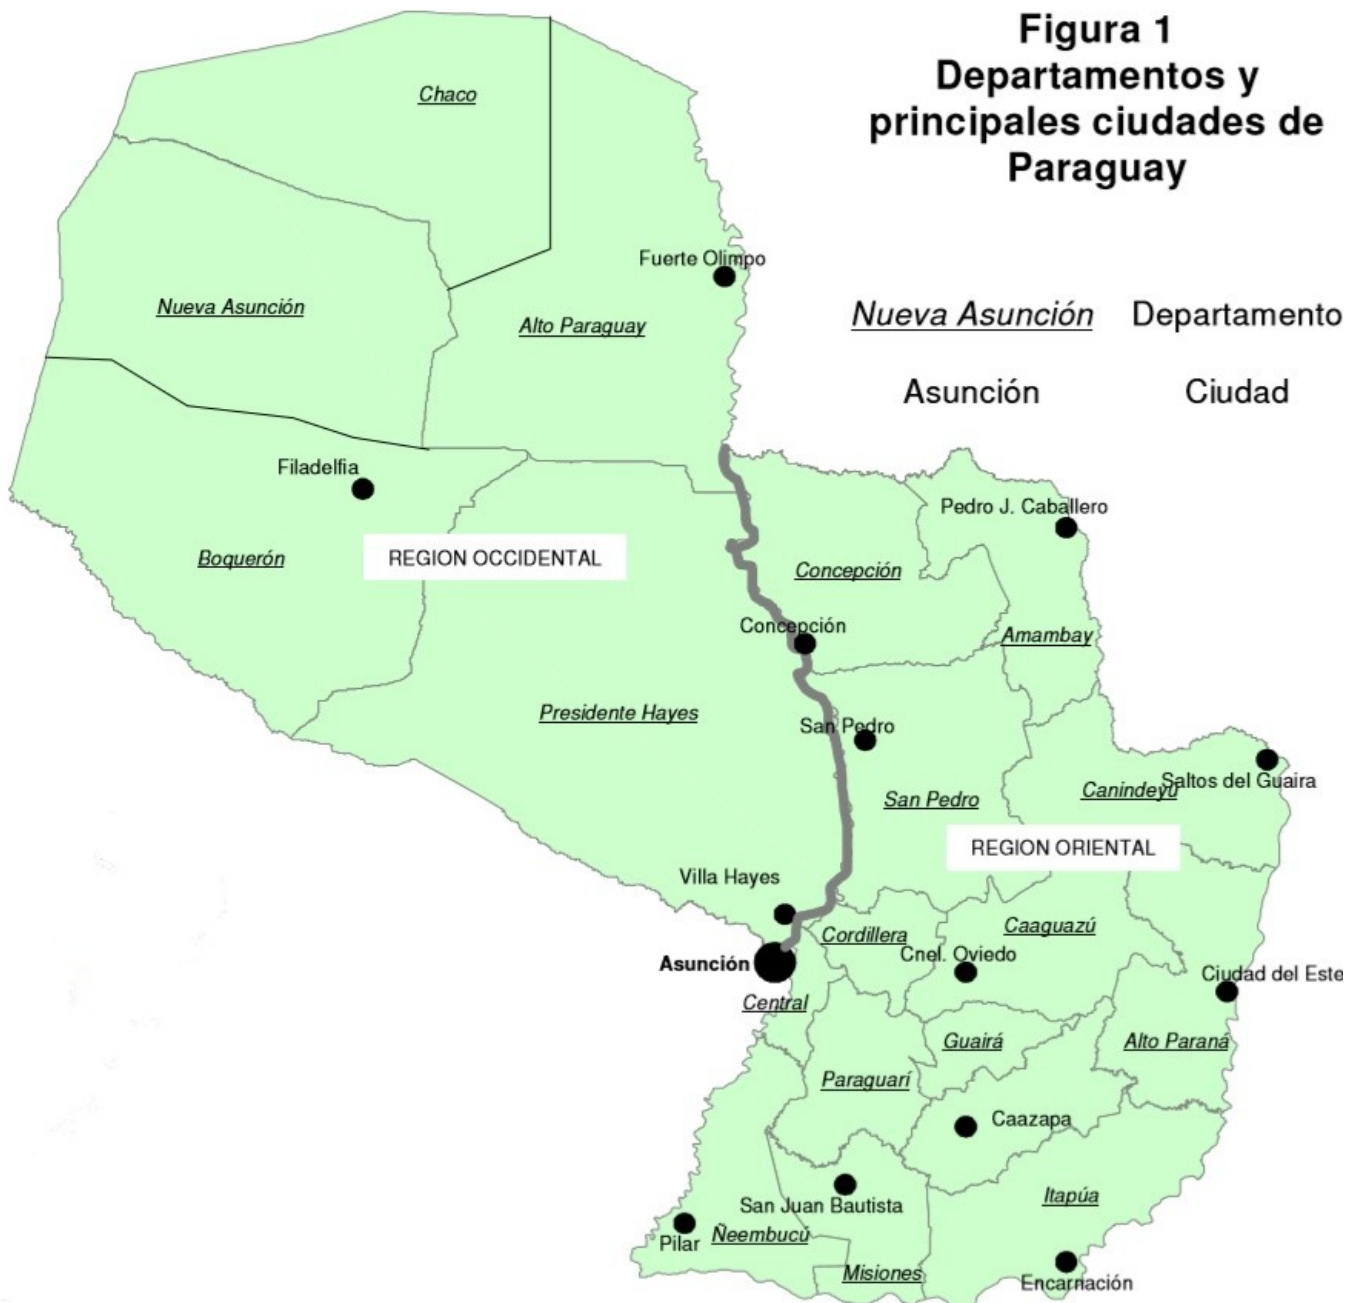 Figura 1
Departamentos y
principales ciudades de
Paraguay
Chaco
Fuerte Olimpo
Nueva Asunción
Alto Paraguay
Nueva Asunción Departamento
Asunción Ciudad
Filadelfia
Pedro J. Caballero
Boquerón
REGION OCCIDENTAL
Concepción
Concepción
Amambay
Presidente Hayes
San Pedro
Saltos del Guaira
Canindeyú
San Pedro
REGION ORIENTAL
Villa Hayes
Cordillera
Caaguazú
Cnel. Oviedo
Asunción
Ciudad del Este
Central
Guairá
Alto Paraná
Paraguarí
Caazapa
Itapúa
San Juan Bautista
Ñeembucú
Pilar
Misiones
Encarnación